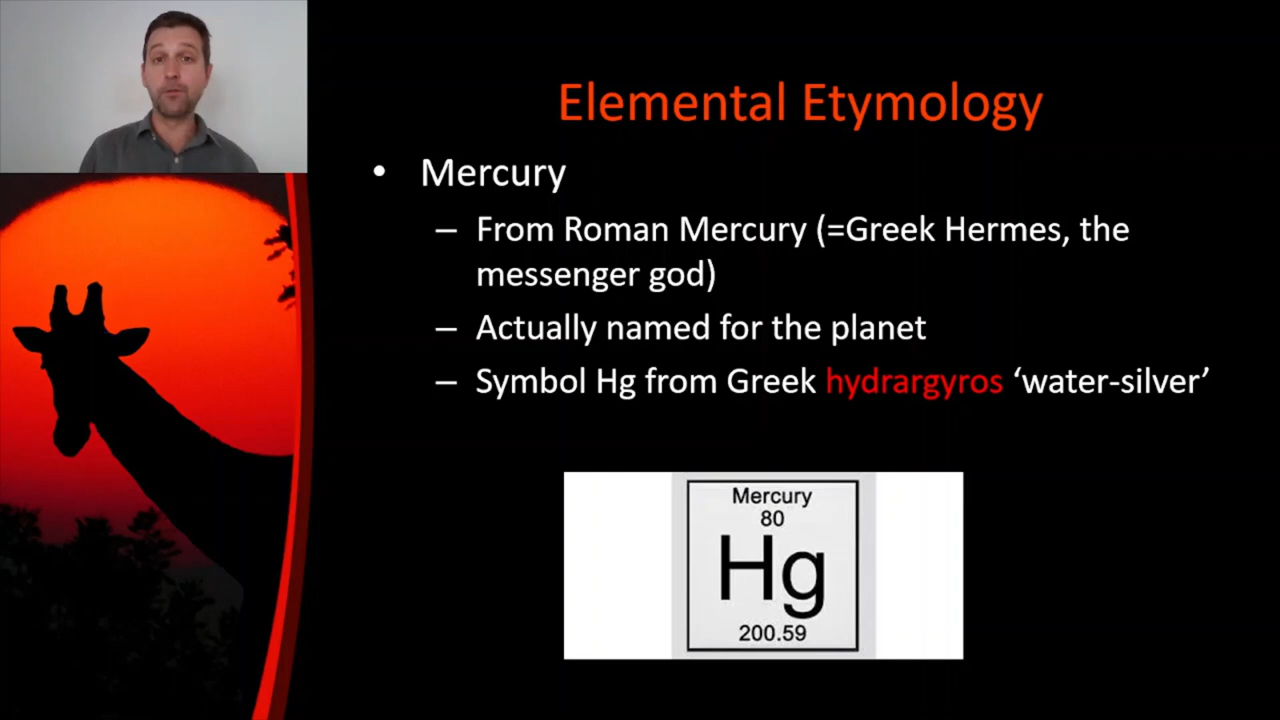 Elemental Etymology
• Mercury
– From Roman Mercury (=Greek Hermes, the
messenger god)
– Actually named for the planet
– Symbol Hg from Greek hydrargyros ‘water-silver’
Mercury
80
Hg
200.59